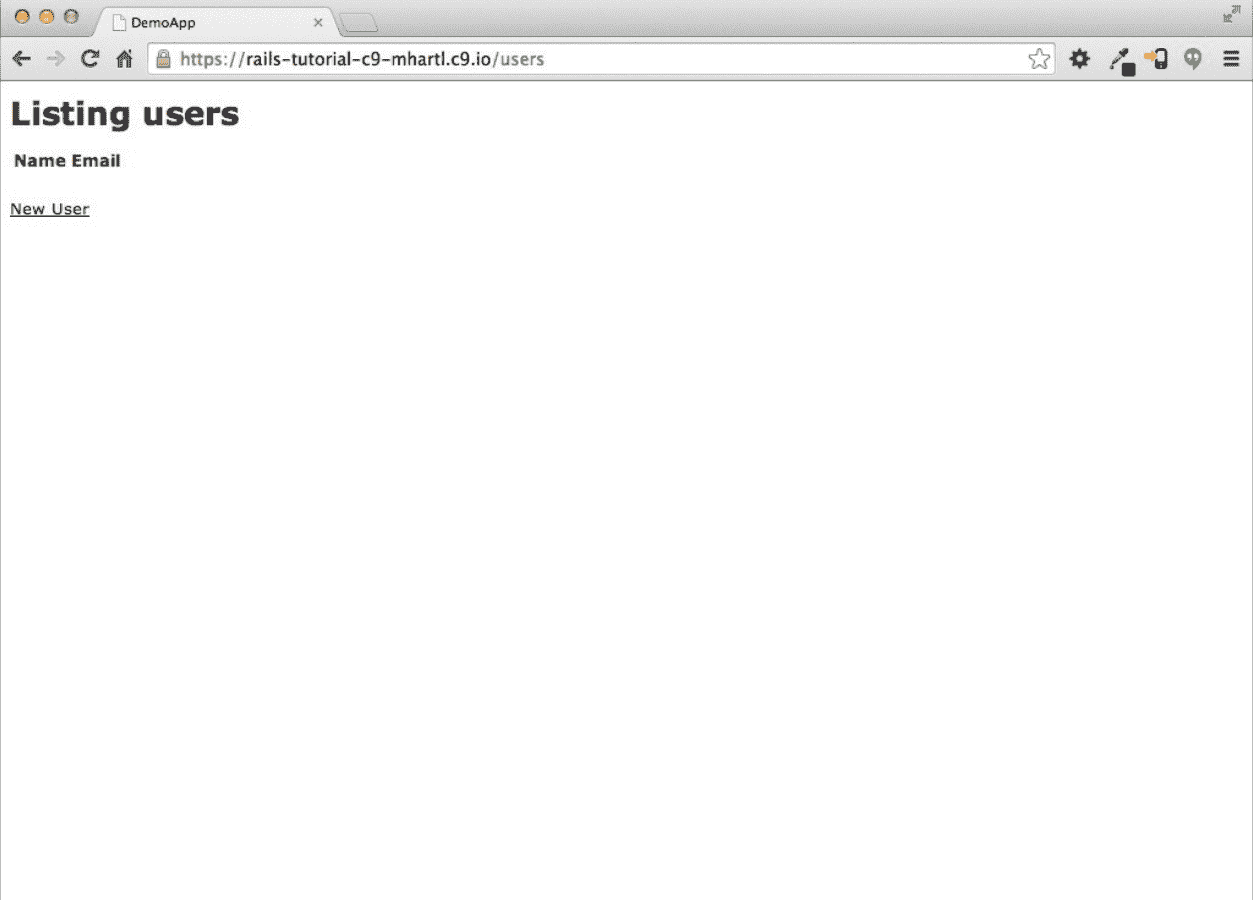 DemoApp
https://rails-tutorial-c9-mhartl.c9.io/users
Listing users
Name Email
New User